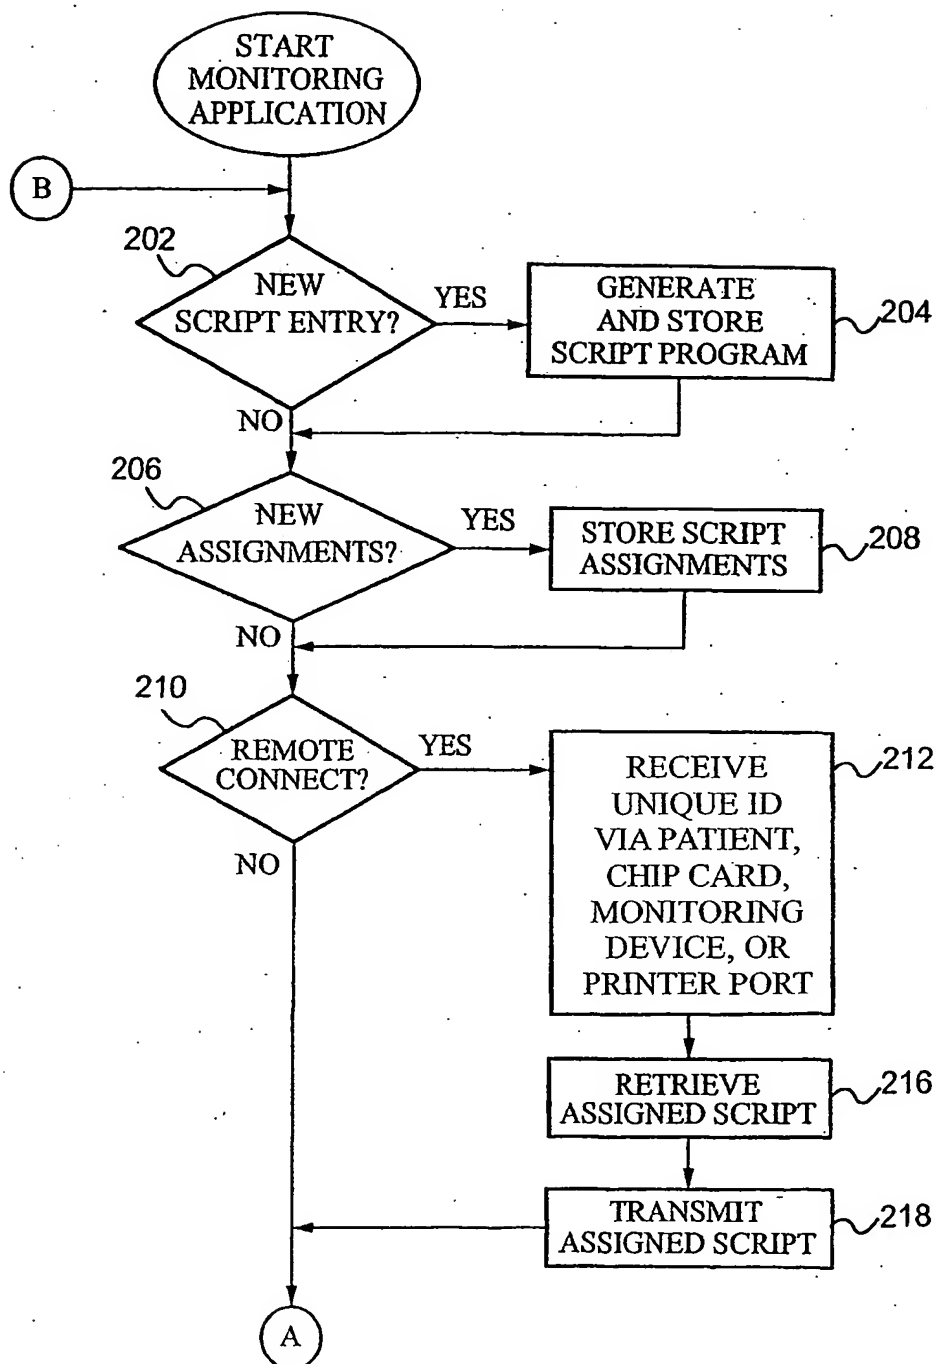 START
MONITORING
APPLICATION
B
202
NEW
SCRIPT ENTRY?
YES
GENERATE
AND STORE
SCRIPT PROGRAM
204
NO
206
NEW
ASSIGNMENTS?
YES
STORE SCRIPT
ASSIGNMENTS
208
NO
210
REMOTE
CONNECT?
YES
RECEIVE
UNIQUE ID
VIA PATIENT,
CHIP CARD,
MONITORING
DEVICE, OR
PRINTER PORT
212
NO
RETRIEVE
ASSIGNED SCRIPT
216
TRANSMIT
ASSIGNED SCRIPT
218
A